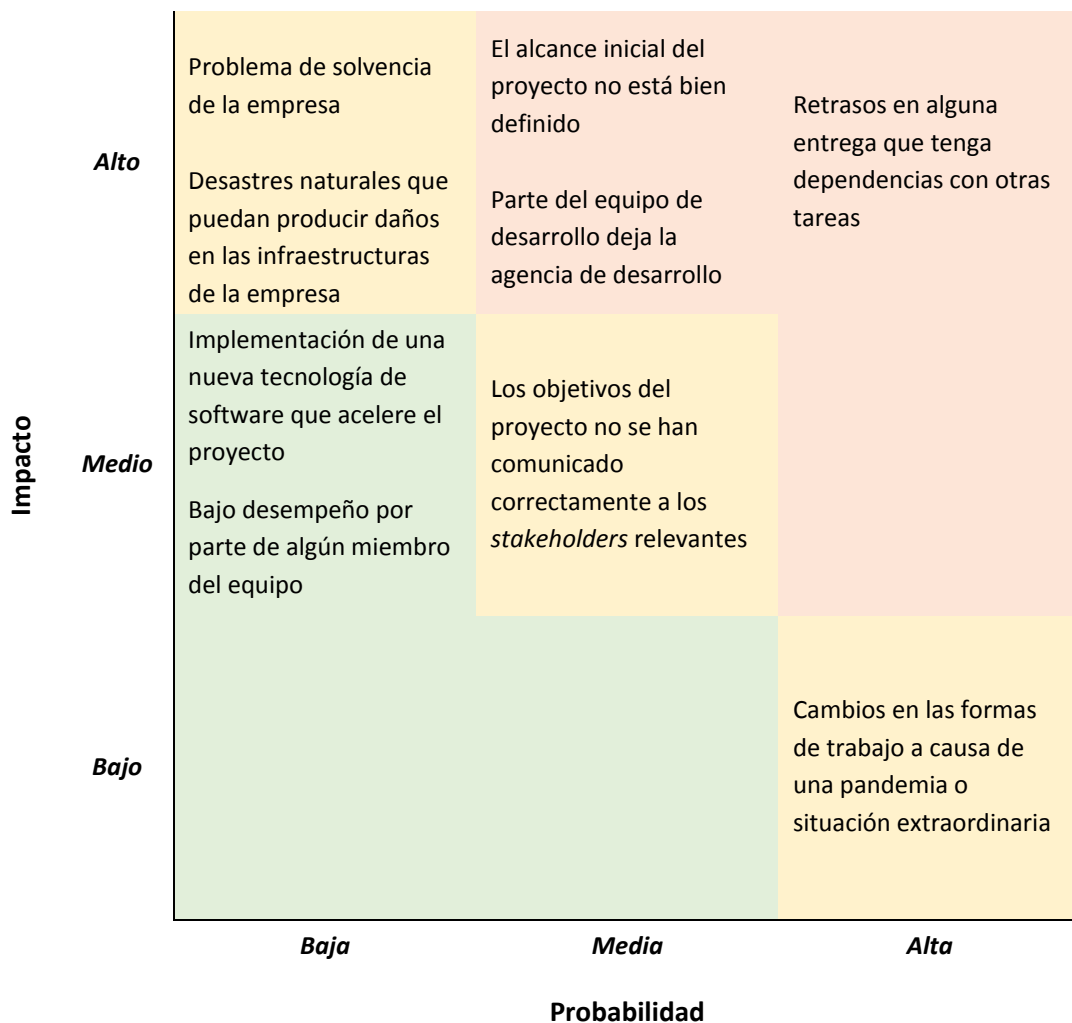 Impacto
Alto
Problema de solvencia
de la empresa
Desastres naturales que
puedan producir daños
en las infraestructuras
de la empresa
El alcance inicial del
proyecto no está bien
definido
Parte del equipo de
desarrollo deja la
agencia de desarrollo
Retrasos en alguna
entrega que tenga
dependencias con otras
tareas
Medio
Implementación de una
nueva tecnología de
software que acelere el
proyecto
Bajo desempeño por
parte de algún miembro
del equipo
Los objetivos del
proyecto no se han
comunicado
correctamente a los
stakeholders relevantes
Bajo
Cambios en las formas
de trabajo a causa de
una pandemia o
situación extraordinaria
Baja
Media
Alta
Probabilidad